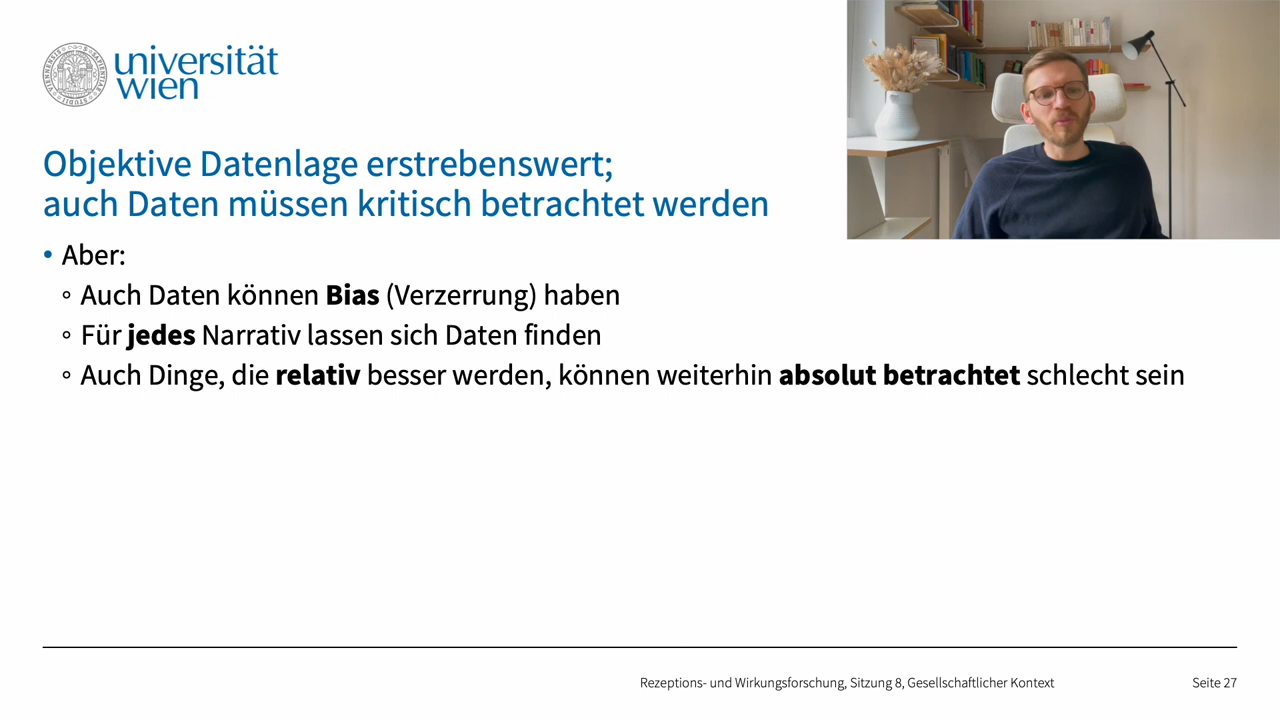 universität
wien
Objektive Datenlage erstrebenswert;
auch Daten müssen kritisch betrachtet werden
• Aber:
◦ Auch Daten können Bias (Verzerrung) haben
◦ Für jedes Narrativ lassen sich Daten finden
◦ Auch Dinge, die relativ besser werden, können weiterhin absolut betrachtet schlecht sein
Rezeptions- und Wirkungsforschung, Sitzung 8, Gesellschaftlicher Kontext
Seite 27